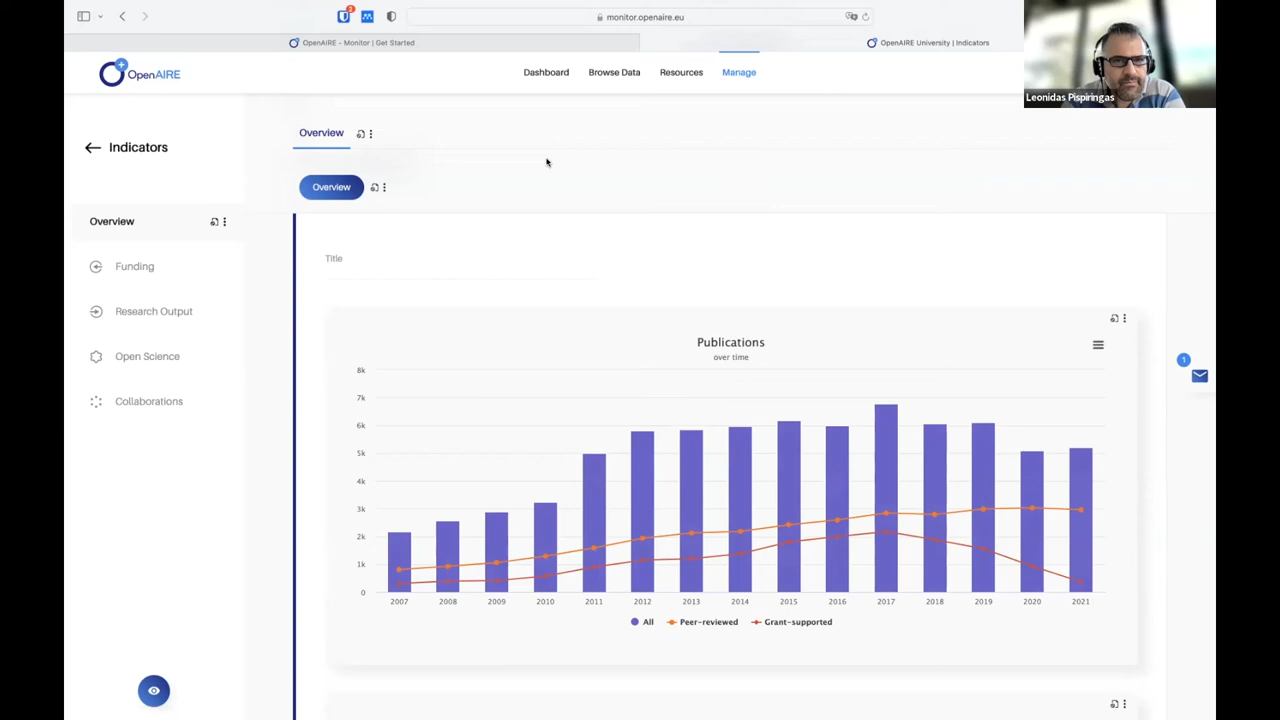 2
monitor.openaire.eu
OpenAIRE - Monitor | Get Started
OpenAIRE University | Indicators
OpenAIRE
Dashboard
Browse Data
Resources
Manage
Leonidas Pispiringas
Indicators
Overview
Overview
Overview
Funding
Research Output
Open Science
Collaborations
Title
Publications
over time
8k
7k
6k
5k
4k
3k
2k
1k
0
2007 2008 2009 2010 2011 2012 2013 2014 2015 2016 2017 2018 2019 2020 2021
All Peer-reviewed Grant-supported
1